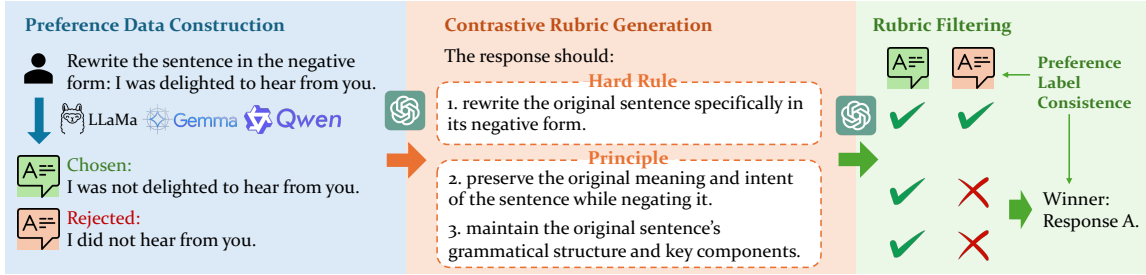 Preference Data Construction
Rewrite the sentence in the negative
form: I was delighted to hear from you.
LLaMa Gemma Qwen
A
Chosen:
I was not delighted to hear from you.
A
Rejected:
I did not hear from you.
Contrastive Rubric Generation
The response should:
Hard Rule
1. rewrite the original sentence specifically in
its negative form.
Principle
2. preserve the original meaning and intent
of the sentence while negating it.
3. maintain the original sentence's
grammatical structure and key components.
Rubric Filtering
A A
Preference
Label
Consistence
Winner:
Response A.